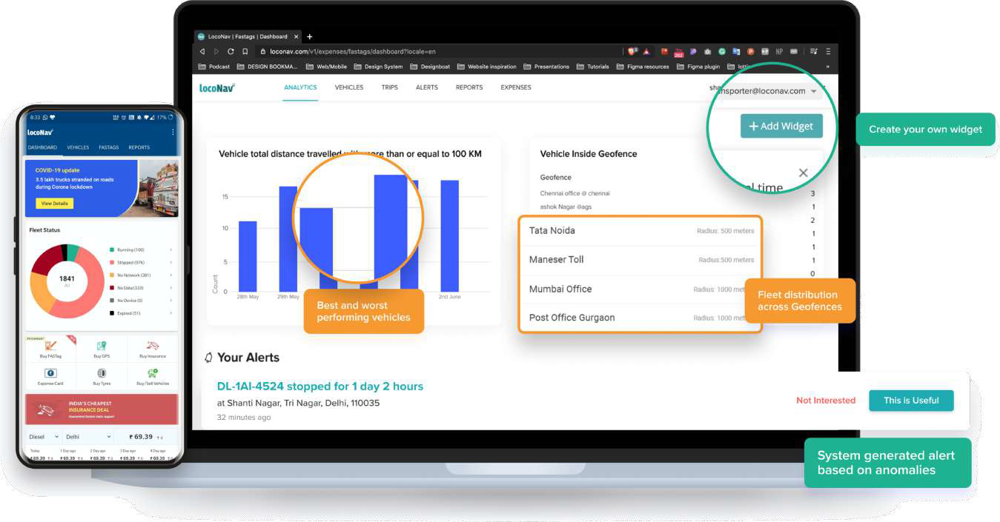 8:33
17%
locoNav
DASHBOARD VEHICLES FASTAGS REPORTS
COVID-19 update
3.5 lakh trucks stranded on roads
during Corona lockdown
View Details
Fleet Status
1841
All
Running (100)
Stopped (976)
No Network (381)
No Data(333)
No Device (0)
Expired (51)
Buy FASTag
Buy GPS
Buy Insurance
Expense Card
Buy Tyres
Buy/Sell Vehicles
INDIA'S CHEAPEST
INSURANCE DEAL
Diesel
Delhi
₹ 69.39 ↑ 0
Today 1 Day ago 2 Day ago 3 Day ago 4 Day ago
₹ 69.39 ↑ 0 ₹ 69.39 ↑ 0 ₹ 69.39 ↑ 0 ₹ 69.39 ↑ 0 ₹ 69.39 ↑ 0
LocoNav | Fastags | Dashboard
loconav.com/v1/expenses/fastags/dashboard?locale=en
Podcast DESIGN BOOKMA... Web/Mobile Design System Designboat Website inspiration Presentations Tutorials Figma resources Figma plugin
locoNav
ANALYTICS VEHICLES TRIPS ALERTS REPORTS EXPENSES
nsporter@loconav.com
+ Add Widget
Create your own widget
Vehicle total distance travelled with more than or equal to 100 KM
Count
15
10
5
0
28th May
29th May
2nd June
Best and worst
performing vehicles
Vehicle Inside Geofence
time
Geofence
Chennai office @ chennai 3
ashok Nagar @ags 1
2
1
1
1
0
Tata Noida Radius: 500 meters
Maneser Toll Radius:500 meters
Mumbai Office Radius: 1000
Post Office Gurgaon Radius: 1000
Fleet distribution
across Geofences
Your Alerts
DL-1AI-4524 stopped for 1 day 2 hours
at Shanti Nagar, Tri Nagar, Delhi, 110035
32 minutes ago
Not Interested
This is Useful
System generated alert
based on anomalies